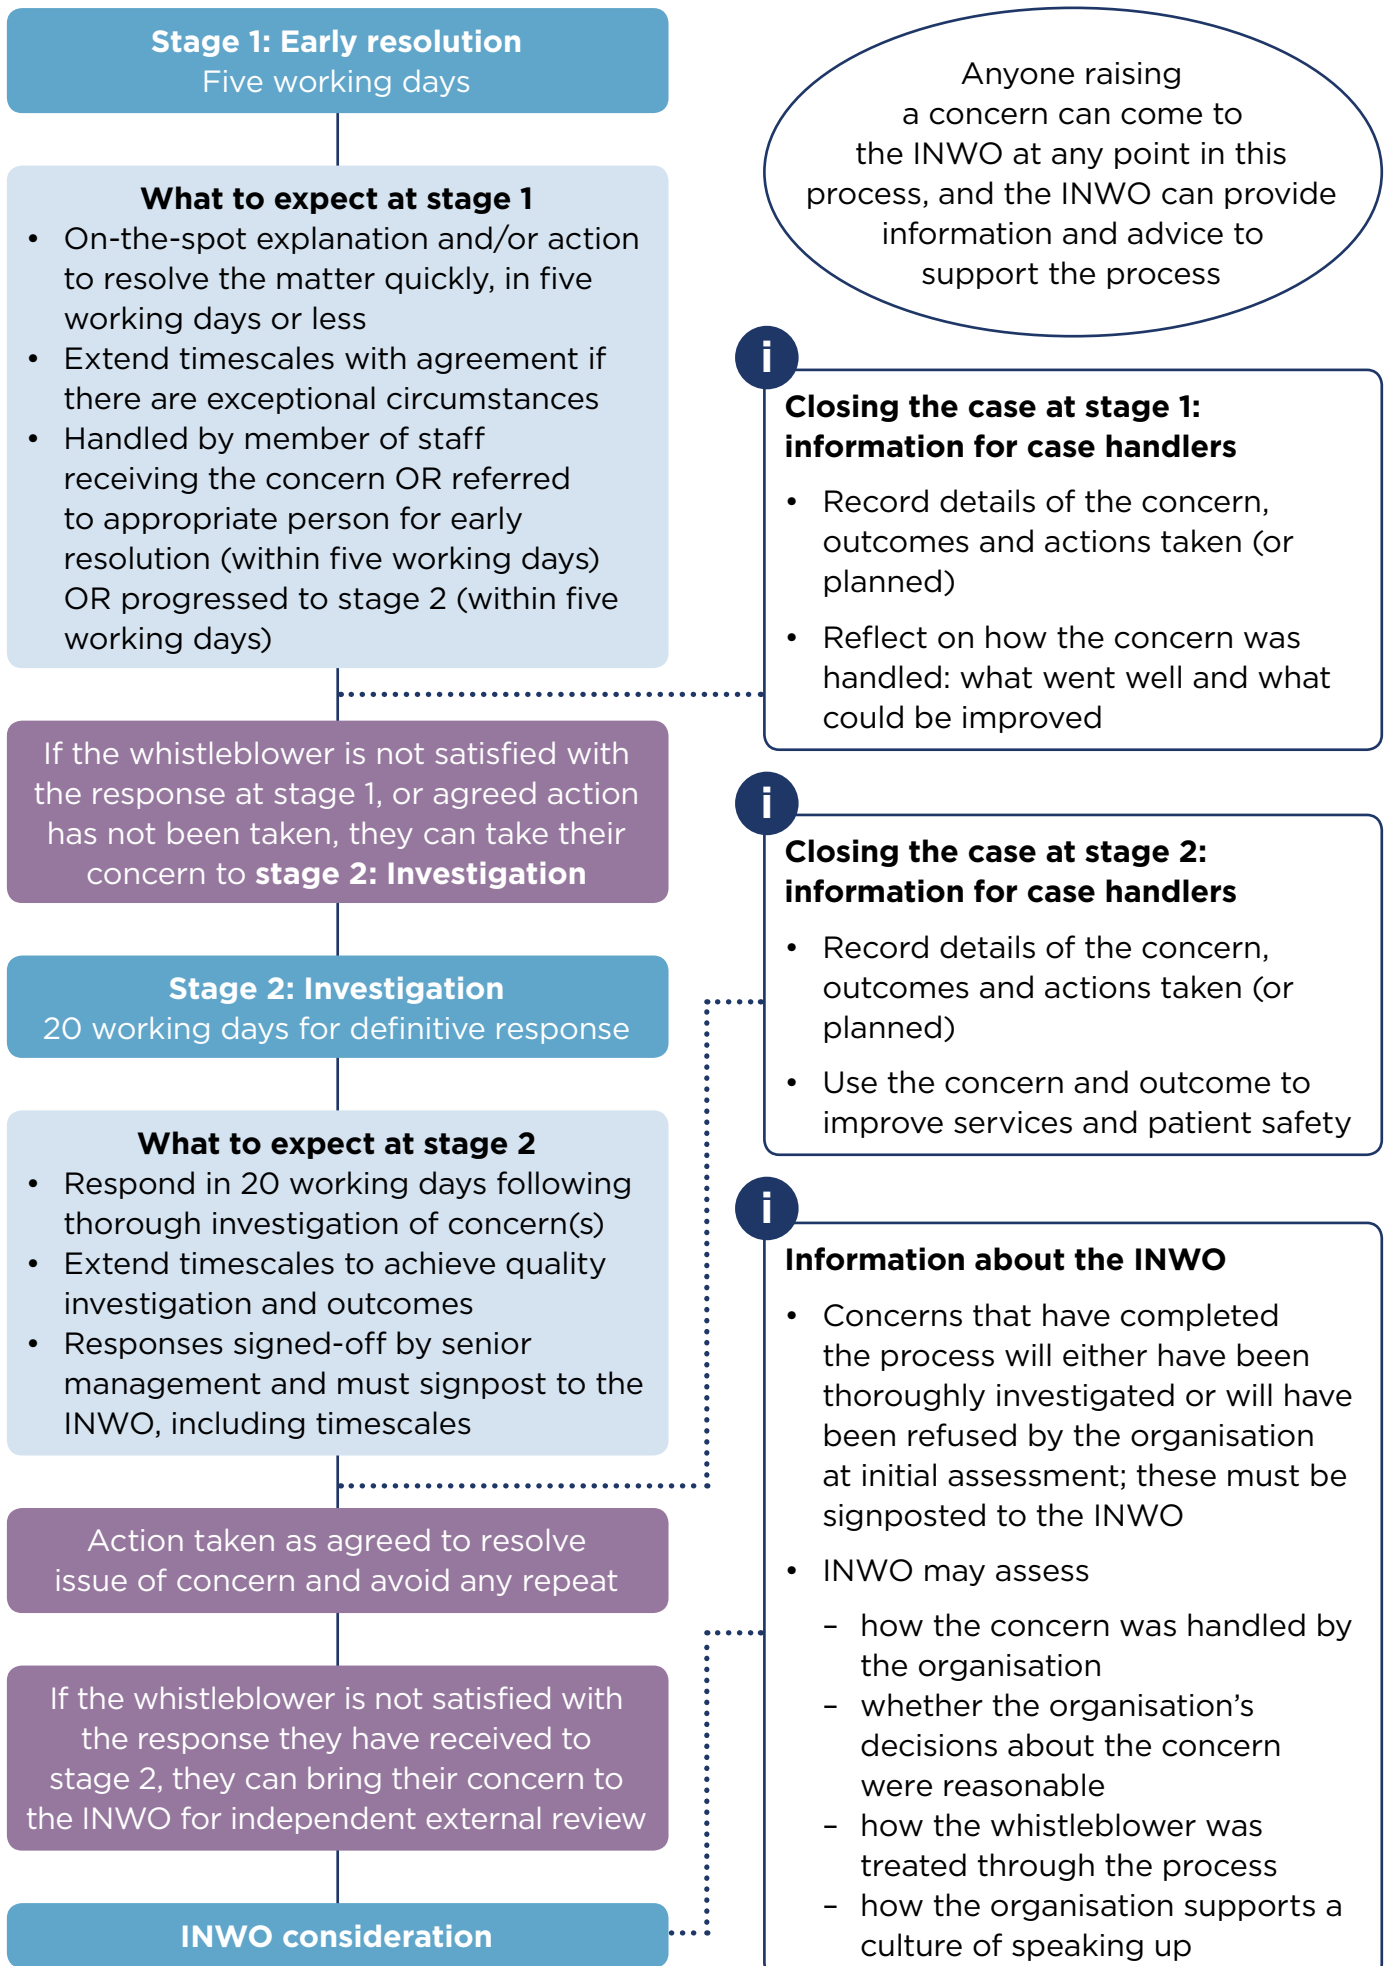 Stage 1: Early resolution
Five working days
What to expect at stage 1
• On-the-spot explanation and/or action
to resolve the matter quickly, in five
working days or less
• Extend timescales with agreement if
there are exceptional circumstances
• Handled by member of staff
receiving the concern OR referred
to appropriate person for early
resolution (within five working days)
OR progressed to stage 2 (within five
working days)
If the whistleblower is not satisfied with
the response at stage 1, or agreed action
has not been taken, they can take their
concern to stage 2: Investigation
Stage 2: Investigation
20 working days for definitive response
What to expect at stage 2
• Respond in 20 working days following
thorough investigation of concern(s)
• Extend timescales to achieve quality
investigation and outcomes
• Responses signed-off by senior
management and must signpost to the
INWO, including timescales
Action taken as agreed to resolve
issue of concern and avoid any repeat
If the whistleblower is not satisfied with
the response they have received to
stage 2, they can bring their concern to
the INWO for independent external review
INWO consideration
Anyone raising
a concern can come to
the INWO at any point in this
process, and the INWO can provide
information and advice to
support the process
i
Closing the case at stage 1:
information for case handlers
• Record details of the concern,
outcomes and actions taken (or
planned)
• Reflect on how the concern was
handled: what went well and what
could be improved
i
Closing the case at stage 2:
information for case handlers
• Record details of the concern,
outcomes and actions taken (or
planned)
• Use the concern and outcome to
improve services and patient safety
i
Information about the INWO
• Concerns that have completed
the process will either have been
thoroughly investigated or will have
been refused by the organisation
at initial assessment; these must be
signposted to the INWO
• INWO may assess
– how the concern was handled by
the organisation
– whether the organisation’s
decisions about the concern
were reasonable
– how the whistleblower was
treated through the process
– how the organisation supports a
culture of speaking up